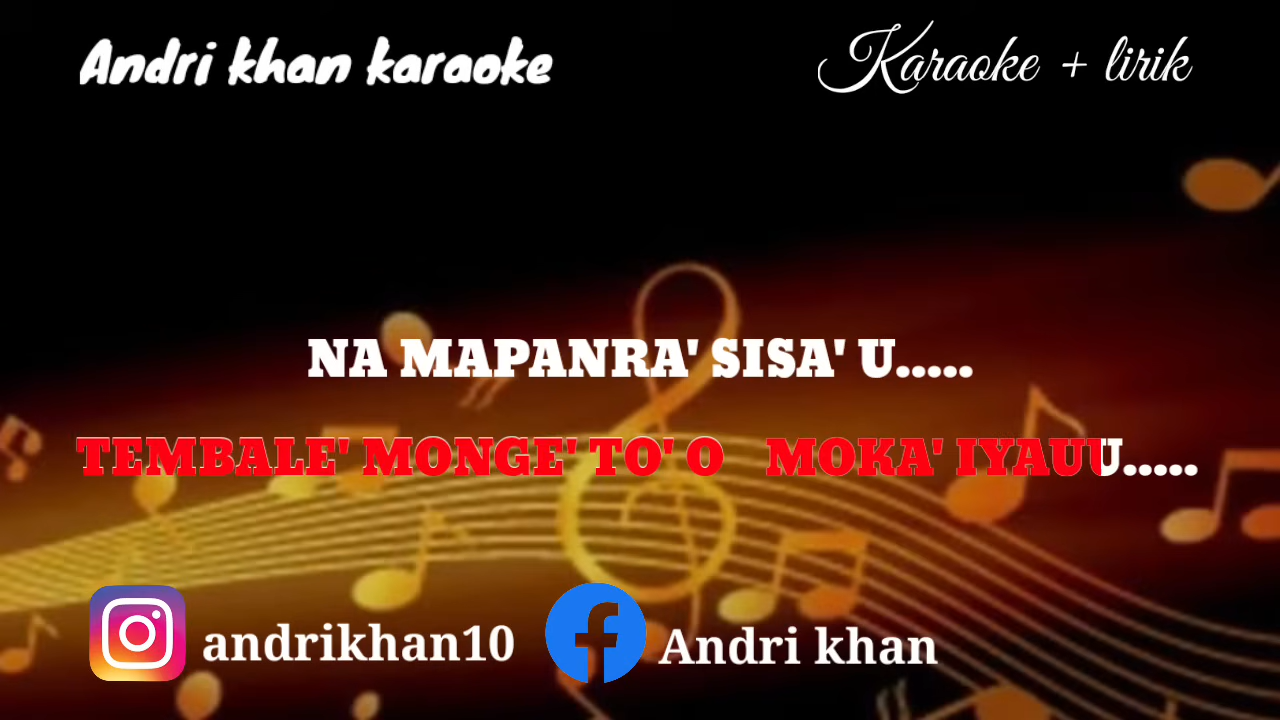 Andri khan karaoke
Karaoke + lirik
NA MAPANRA' SISA' U.....
TEMBALE' MONGE' TO' O MOKA' IYAUU.....
andrikhan10
Andri khan